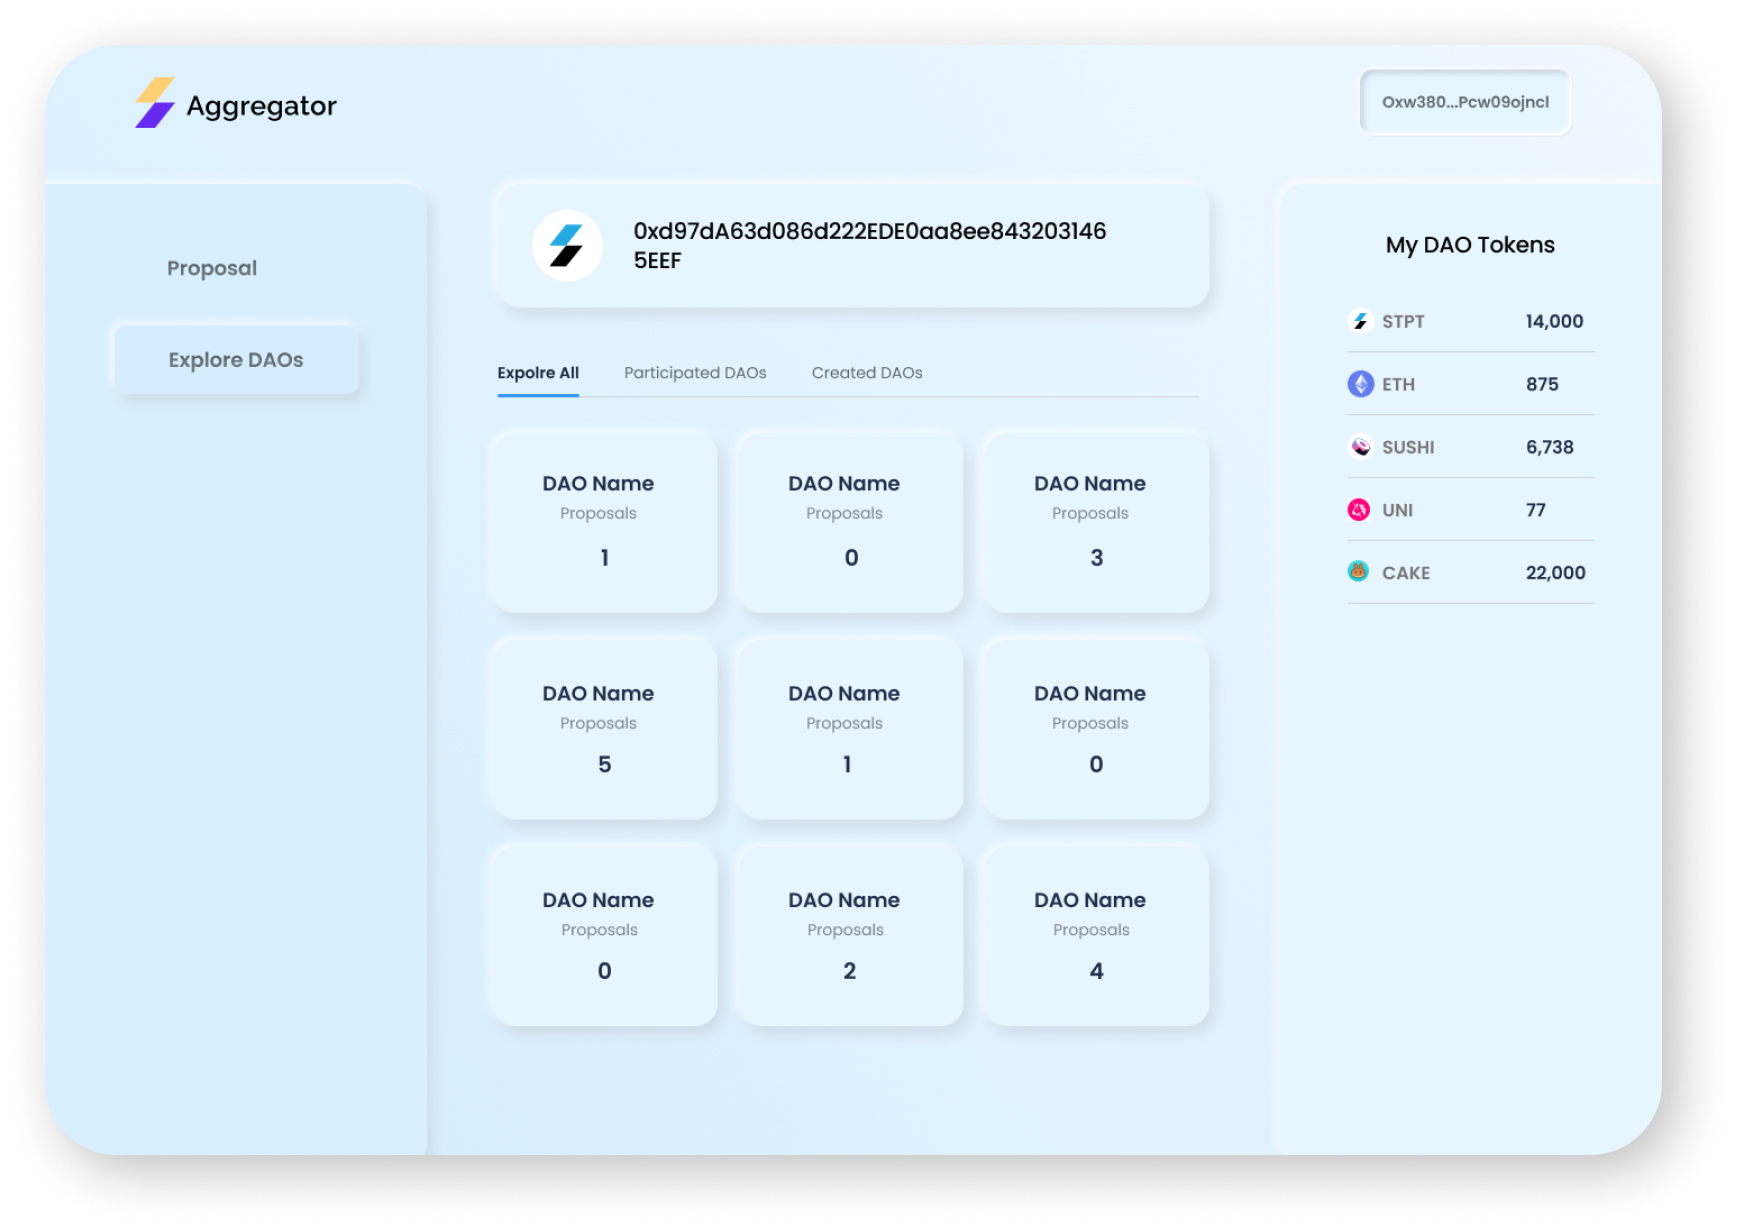 Aggregator
Oxw380...Pcw09ojncl
Proposal
Explore DAOs
0xd97dA63d086d222EDE0aa8ee843203146
5EEF
Expolre All
Participated DAOs
Created DAOs
DAO Name
Proposals
1
DAO Name
Proposals
0
DAO Name
Proposals
3
DAO Name
Proposals
5
DAO Name
Proposals
1
DAO Name
Proposals
0
DAO Name
Proposals
0
DAO Name
Proposals
2
DAO Name
Proposals
4
My DAO Tokens
STPT 14,000
ETH 875
SUSHI 6,738
UNI 77
CAKE 22,000